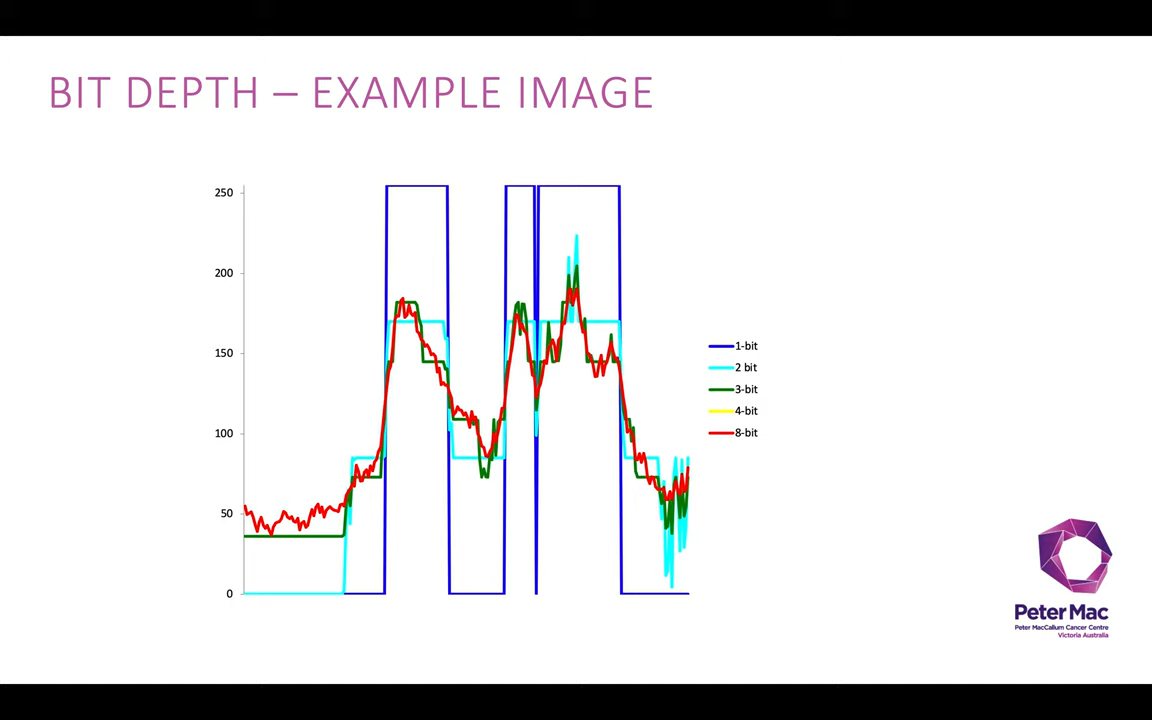 BIT DEPTH – EXAMPLE IMAGE
250
200
150
100
50
0
1-bit
2 bit
3-bit
4-bit
8-bit
Peter Mac
Peter MacCallum Cancer Centre
Victoria Australia